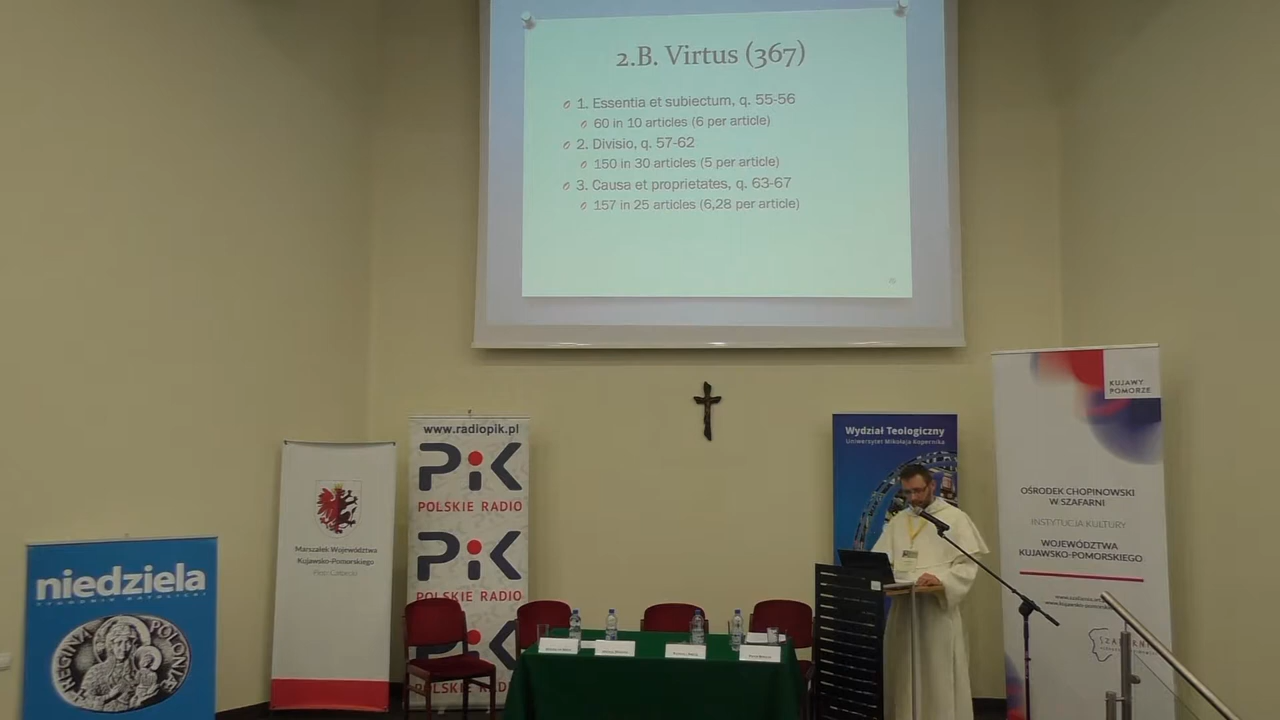 2.B. Virtus (367)
1. Essentia et subiectum, q. 55-56
60 in 10 articles (6 per article)
2. Divisio, q. 57-62
150 in 30 articles (5 per article)
3. Causa et proprietates, q. 63-67
157 in 25 articles (6,28 per article)
niedziela
REGINA POLONIAE
Marszałek Województwa
Kujawsko-Pomorskiego
Piotr Całbecki
www.radiopik.pl
PiK
POLSKIE RADIO
PiK
POLSKIE RADIO
POLSKIE RADIO
Wydział Teologiczny
Uniwersytet Mikołaja Kopernika
KUJAWY
POMORZE
OŚRODEK CHOPINOWSKI
W SZAFARNI
INSTYTUCJA KULTURY
WOJEWÓDZTWA
KUJAWSKO-POMORSKIEGO